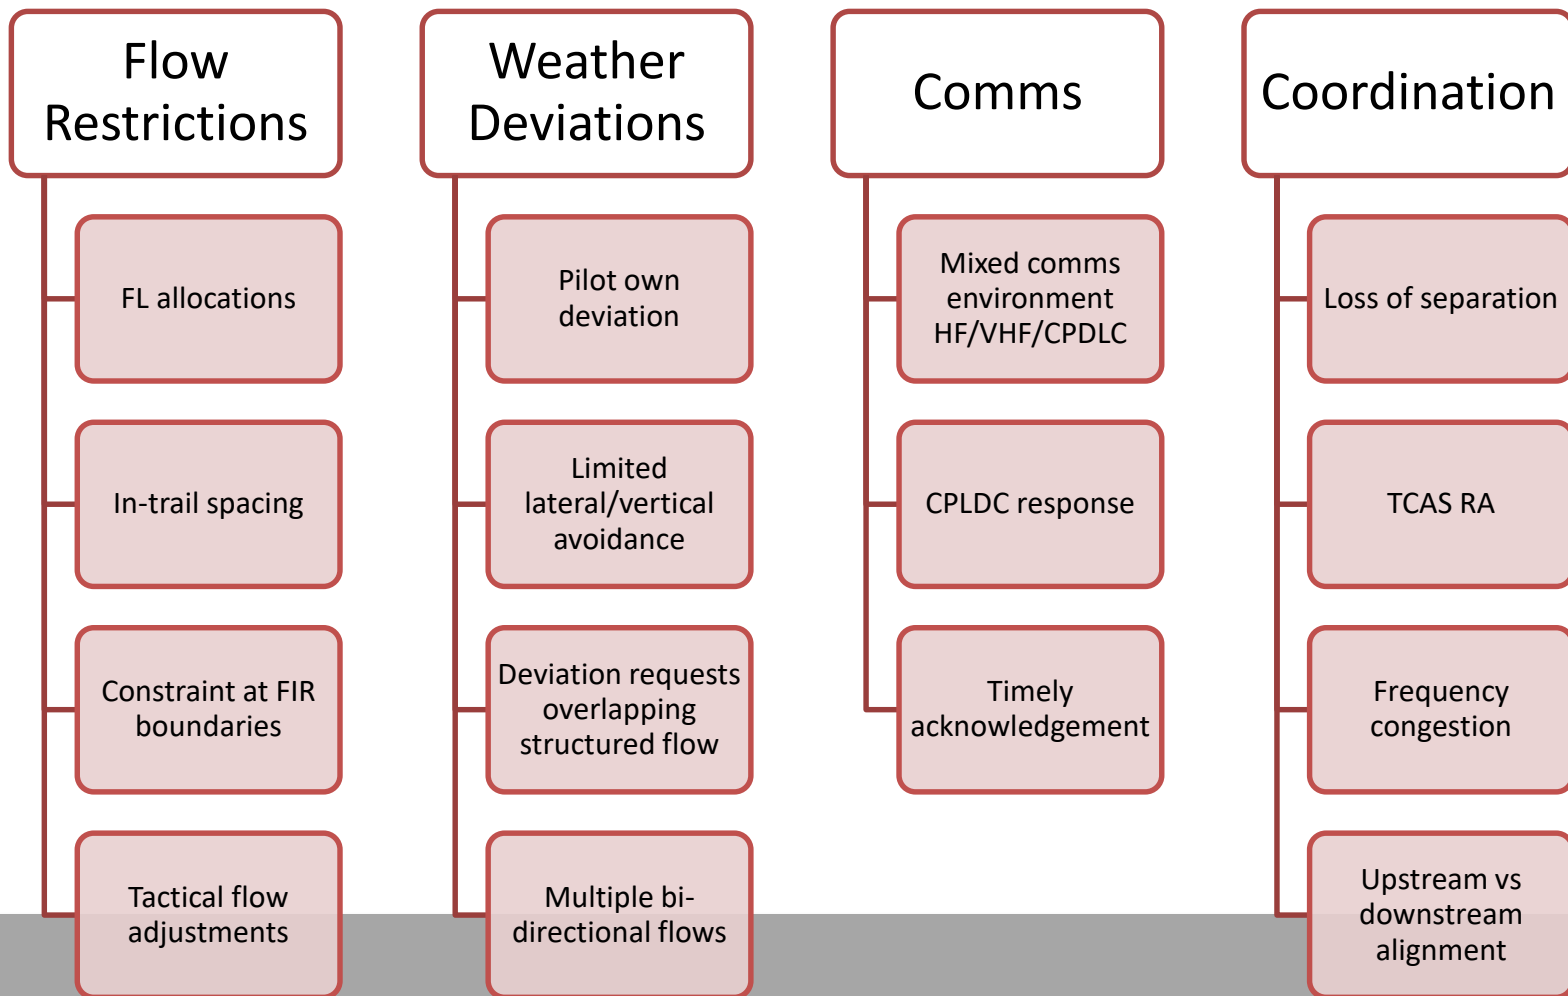 Flow
Restrictions
FL allocations
In-trail spacing
Constraint at FIR
boundaries
Tactical flow
adjustments
Weather
Deviations
Pilot own
deviation
Limited
lateral/vertical
avoidance
Deviation requests
overlapping
structured flow
Multiple bi-
directional flows
Comms
Mixed comms
environment
HF/VHF/CPDLC
CPLDC response
Timely
acknowledgement
Coordination
Loss of separation
TCAS RA
Frequency
congestion
Upstream vs
downstream
alignment